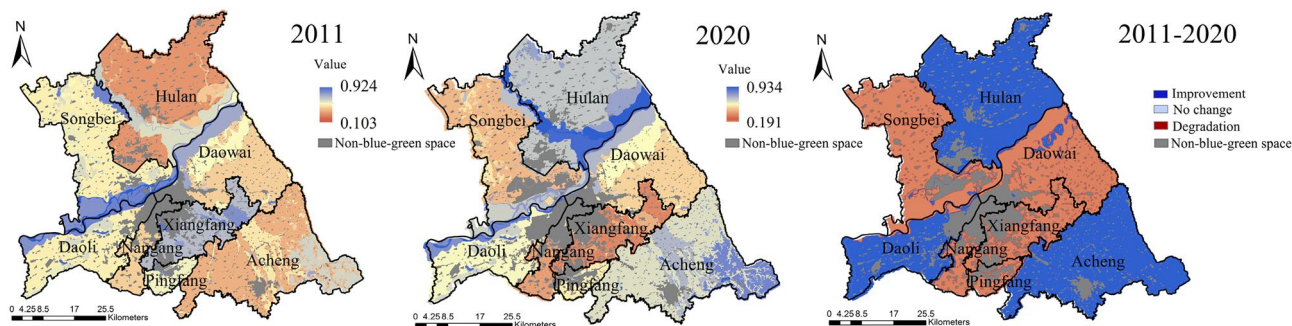 N
2011
Value
0.924
0.103
Non-blue-green space
Hulan
Songbei
Daowai
Xiangfang
Daoli
Nangang
Acheng
Pingfang
0 4.25 8.5 17 25.5
Kilometers
N
2020
Value
0.934
0.191
Non-blue-green space
Hulan
Songbei
Daowai
Xiangfang
Daoli
Nangang
Acheng
Pingfang
0 4.25 8.5 17 25.5
Kilometers
N
2011-2020
Improvement
No change
Degradation
Non-blue-green space
Hulan
Songbei
Daowai
Xiangfang
Daoli
Nangang
Acheng
Pingfang
0 4.25 8.5 17 25.5
Kilometers